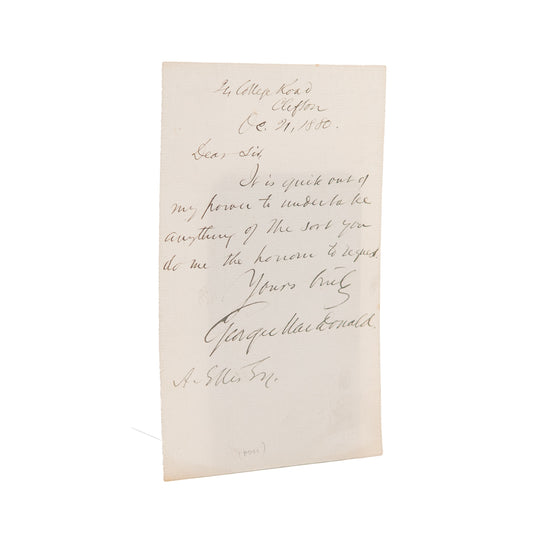 College Road
Clifton
Oc. 21, 1880.
Dear Sir,
It is quite out of
my power to undertake
anything of the sort you
do me the honour to request.
Yours truly
George MacDonald.
A. Ellis Esq.